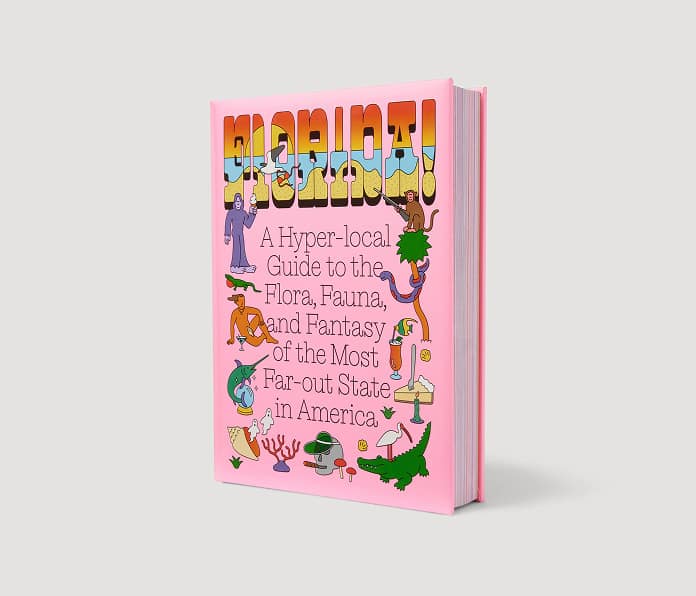 FLORIDA!
A Hyper-local
Guide to the
Flora, Fauna,
and Fantasy
of the Most
Far-out State
in America